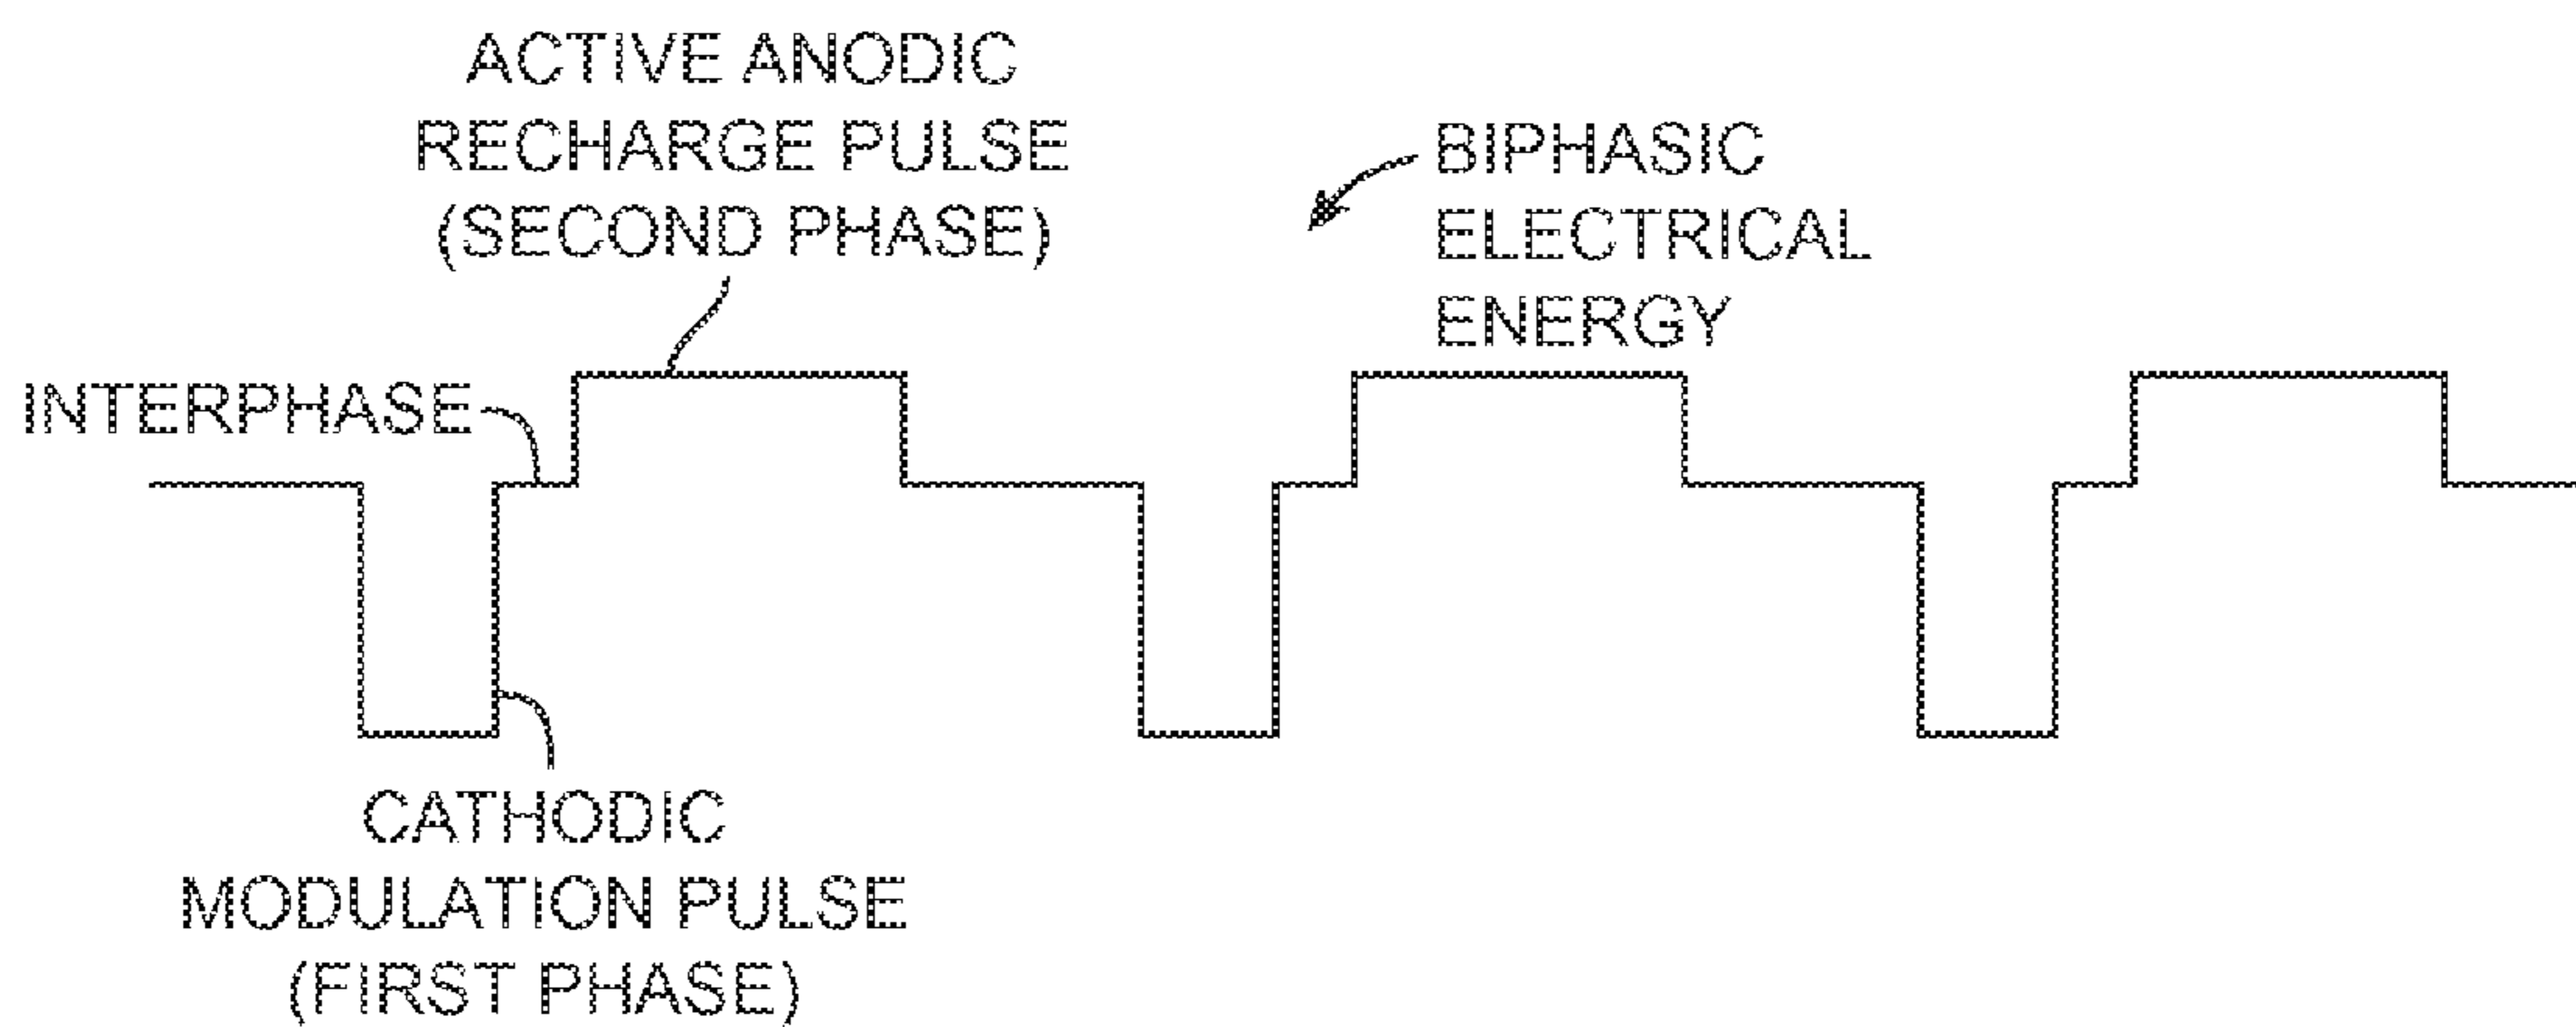 ACTIVE ANODIC
RECHARGE PULSE
(SECOND PHASE)
BIPHASIC
ELECTRICAL
ENERGY
INTERPHASE
CATHODIC
MODULATION PULSE
(FIRST PHASE)